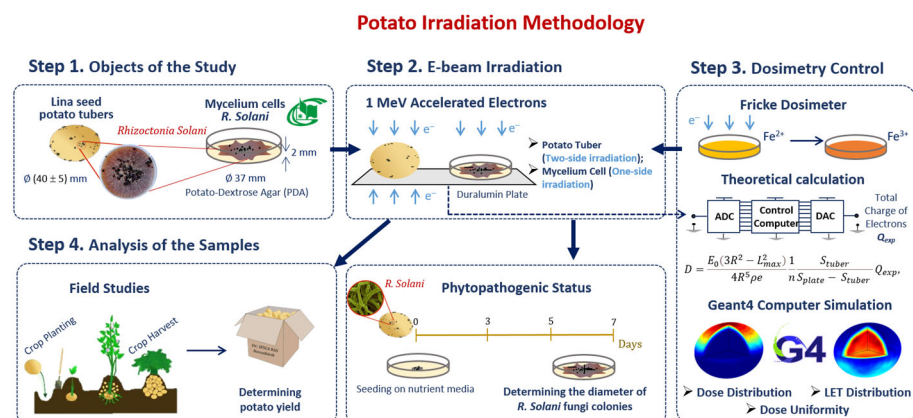 Potato Irradiation Methodology
Step 1. Objects of the Study
Lina seed
potato tubers
Rhizoctonia Solani
Mycelium cells
R. Solani
2 mm
Ø (40 ± 5) mm
Ø 37 mm
Potato-Dextrose Agar (PDA)
Step 2. E-beam Irradiation
1 MeV Accelerated Electrons
e⁻
e⁻
e⁻
➢ Potato Tuber
(Two-side irradiation);
➢ Mycelium Cell (One-side
irradiation)
Duralumin Plate
Step 3. Dosimetry Control
Fricke Dosimeter
e⁻
Fe²⁺
Fe³⁺
Theoretical calculation
ADC
Control
Computer
DAC
Total
Charge of
Electrons
Q_exp
D = E₀(3R² − L²_max) / 4R⁵ρe 1/n S_tuber / S_plate − S_tuber Q_exp,
Geant4 Computer Simulation
G4
➢ Dose Distribution
➢ LET Distribution
➢ Dose Uniformity
Step 4. Analysis of the Samples
Field Studies
Crop Planting
Crop Harvest
Determining
potato yield
Phytopathogenic Status
R. Solani
0
3
5
7
Days
Seeding on nutrient media
Determining the diameter of
R. Solani fungi colonies